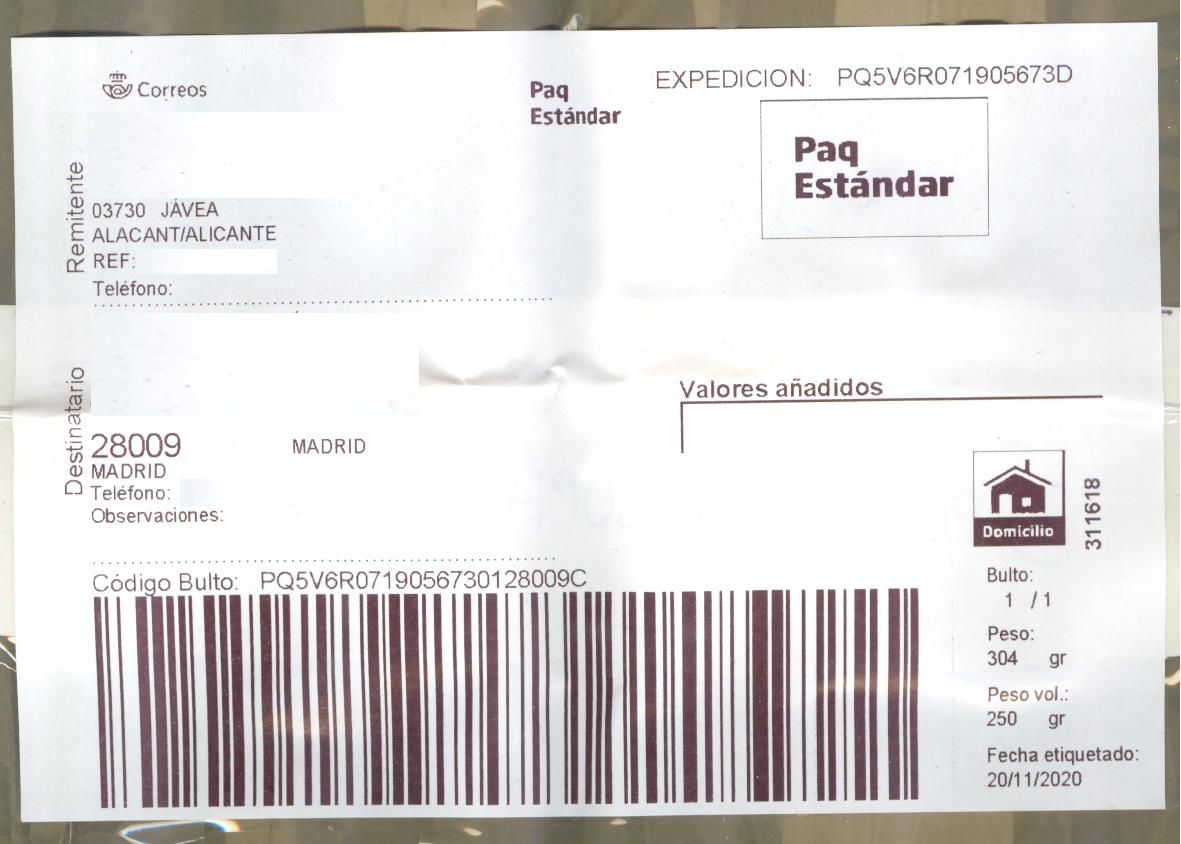 Correos
Paq
Estándar
EXPEDICION: PQ5V6R071905673D
Paq
Estándar
Remitente
03730 JÁVEA
ALACANT/ALICANTE
REF:
Teléfono:
Destinatario
28009 MADRID
MADRID
Teléfono:
Observaciones:
Valores añadidos
Domicilio
311618
Código Bulto: PQ5V6R0719056730128009C
Bulto:
1 / 1
Peso:
304 gr
Peso vol.:
250 gr
Fecha etiquetado:
20/11/2020